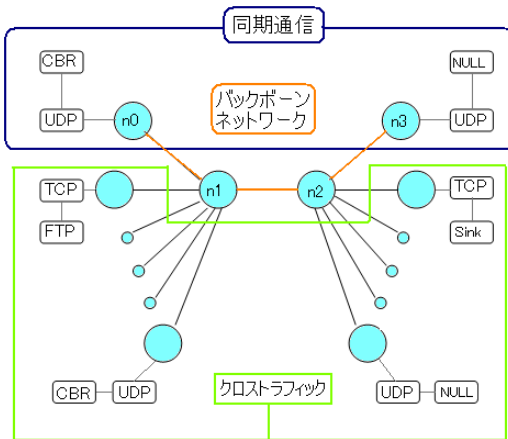 同期通信
CBR
NULL
バックボーン
ネットワーク
UDP
n0
n3
UDP
TCP
n1
n2
TCP
FTP
Sink
クロストラフィック
CBR
UDP
UDP
NULL